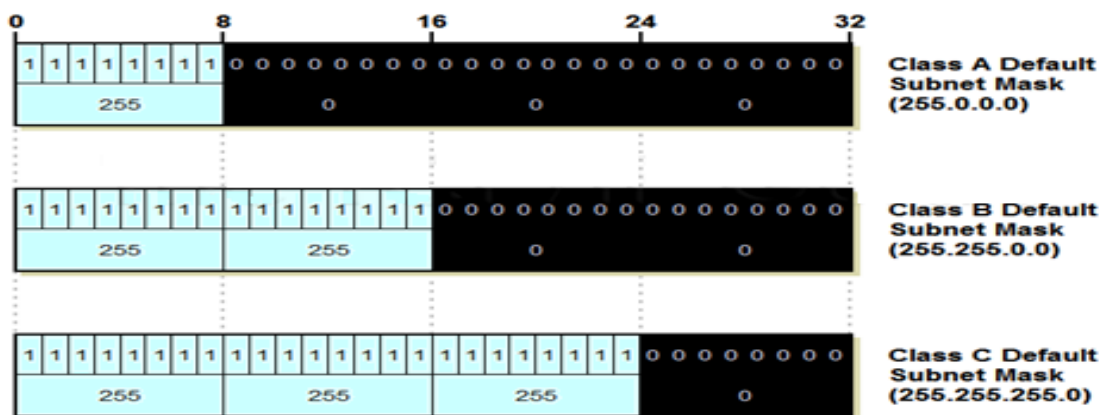 0 8 16 24 32
1 1 1 1 1 1 1 1 0 0 0 0 0 0 0 0 0 0 0 0 0 0 0 0 0 0 0 0 0 0 0 0
255 0 0 0
Class A Default
Subnet Mask
(255.0.0.0)
1 1 1 1 1 1 1 1 1 1 1 1 1 1 1 1 0 0 0 0 0 0 0 0 0 0 0 0 0 0 0 0
255 255 0 0
Class B Default
Subnet Mask
(255.255.0.0)
1 1 1 1 1 1 1 1 1 1 1 1 1 1 1 1 1 1 1 1 1 1 1 1 0 0 0 0 0 0 0 0
255 255 255 0
Class C Default
Subnet Mask
(255.255.255.0)